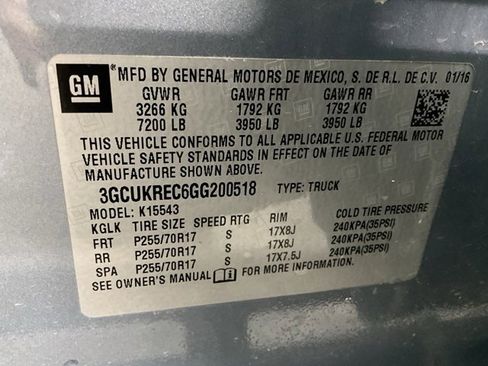 GM MFD BY GENERAL MOTORS DE MEXICO, S. DE R.L. DE C.V. 01/16
GVWR GAWR FRT GAWR RR
3266 KG 1792 KG 1792 KG
7200 LB 3950 LB 3950 LB
THIS VEHICLE CONFORMS TO ALL APPLICABLE U.S. FEDERAL MOTOR
VEHICLE SAFETY STANDARDS IN EFFECT ON THE DATE OF
MANUFACTURE SHOWN ABOVE.
3GCUKREC6GG200518 TYPE: TRUCK
MODEL: K15543
KGLK TIRE SIZE SPEED RTG RIM COLD TIRE PRESSURE
FRT P255/70R17 S 17X8J 240KPA(35PSI)
RR P255/70R17 S 17X8J 240KPA(35PSI)
SPA P255/70R17 S 17X7.5J 240KPA(35PSI)
SEE OWNER'S MANUAL FOR MORE INFORMATION.